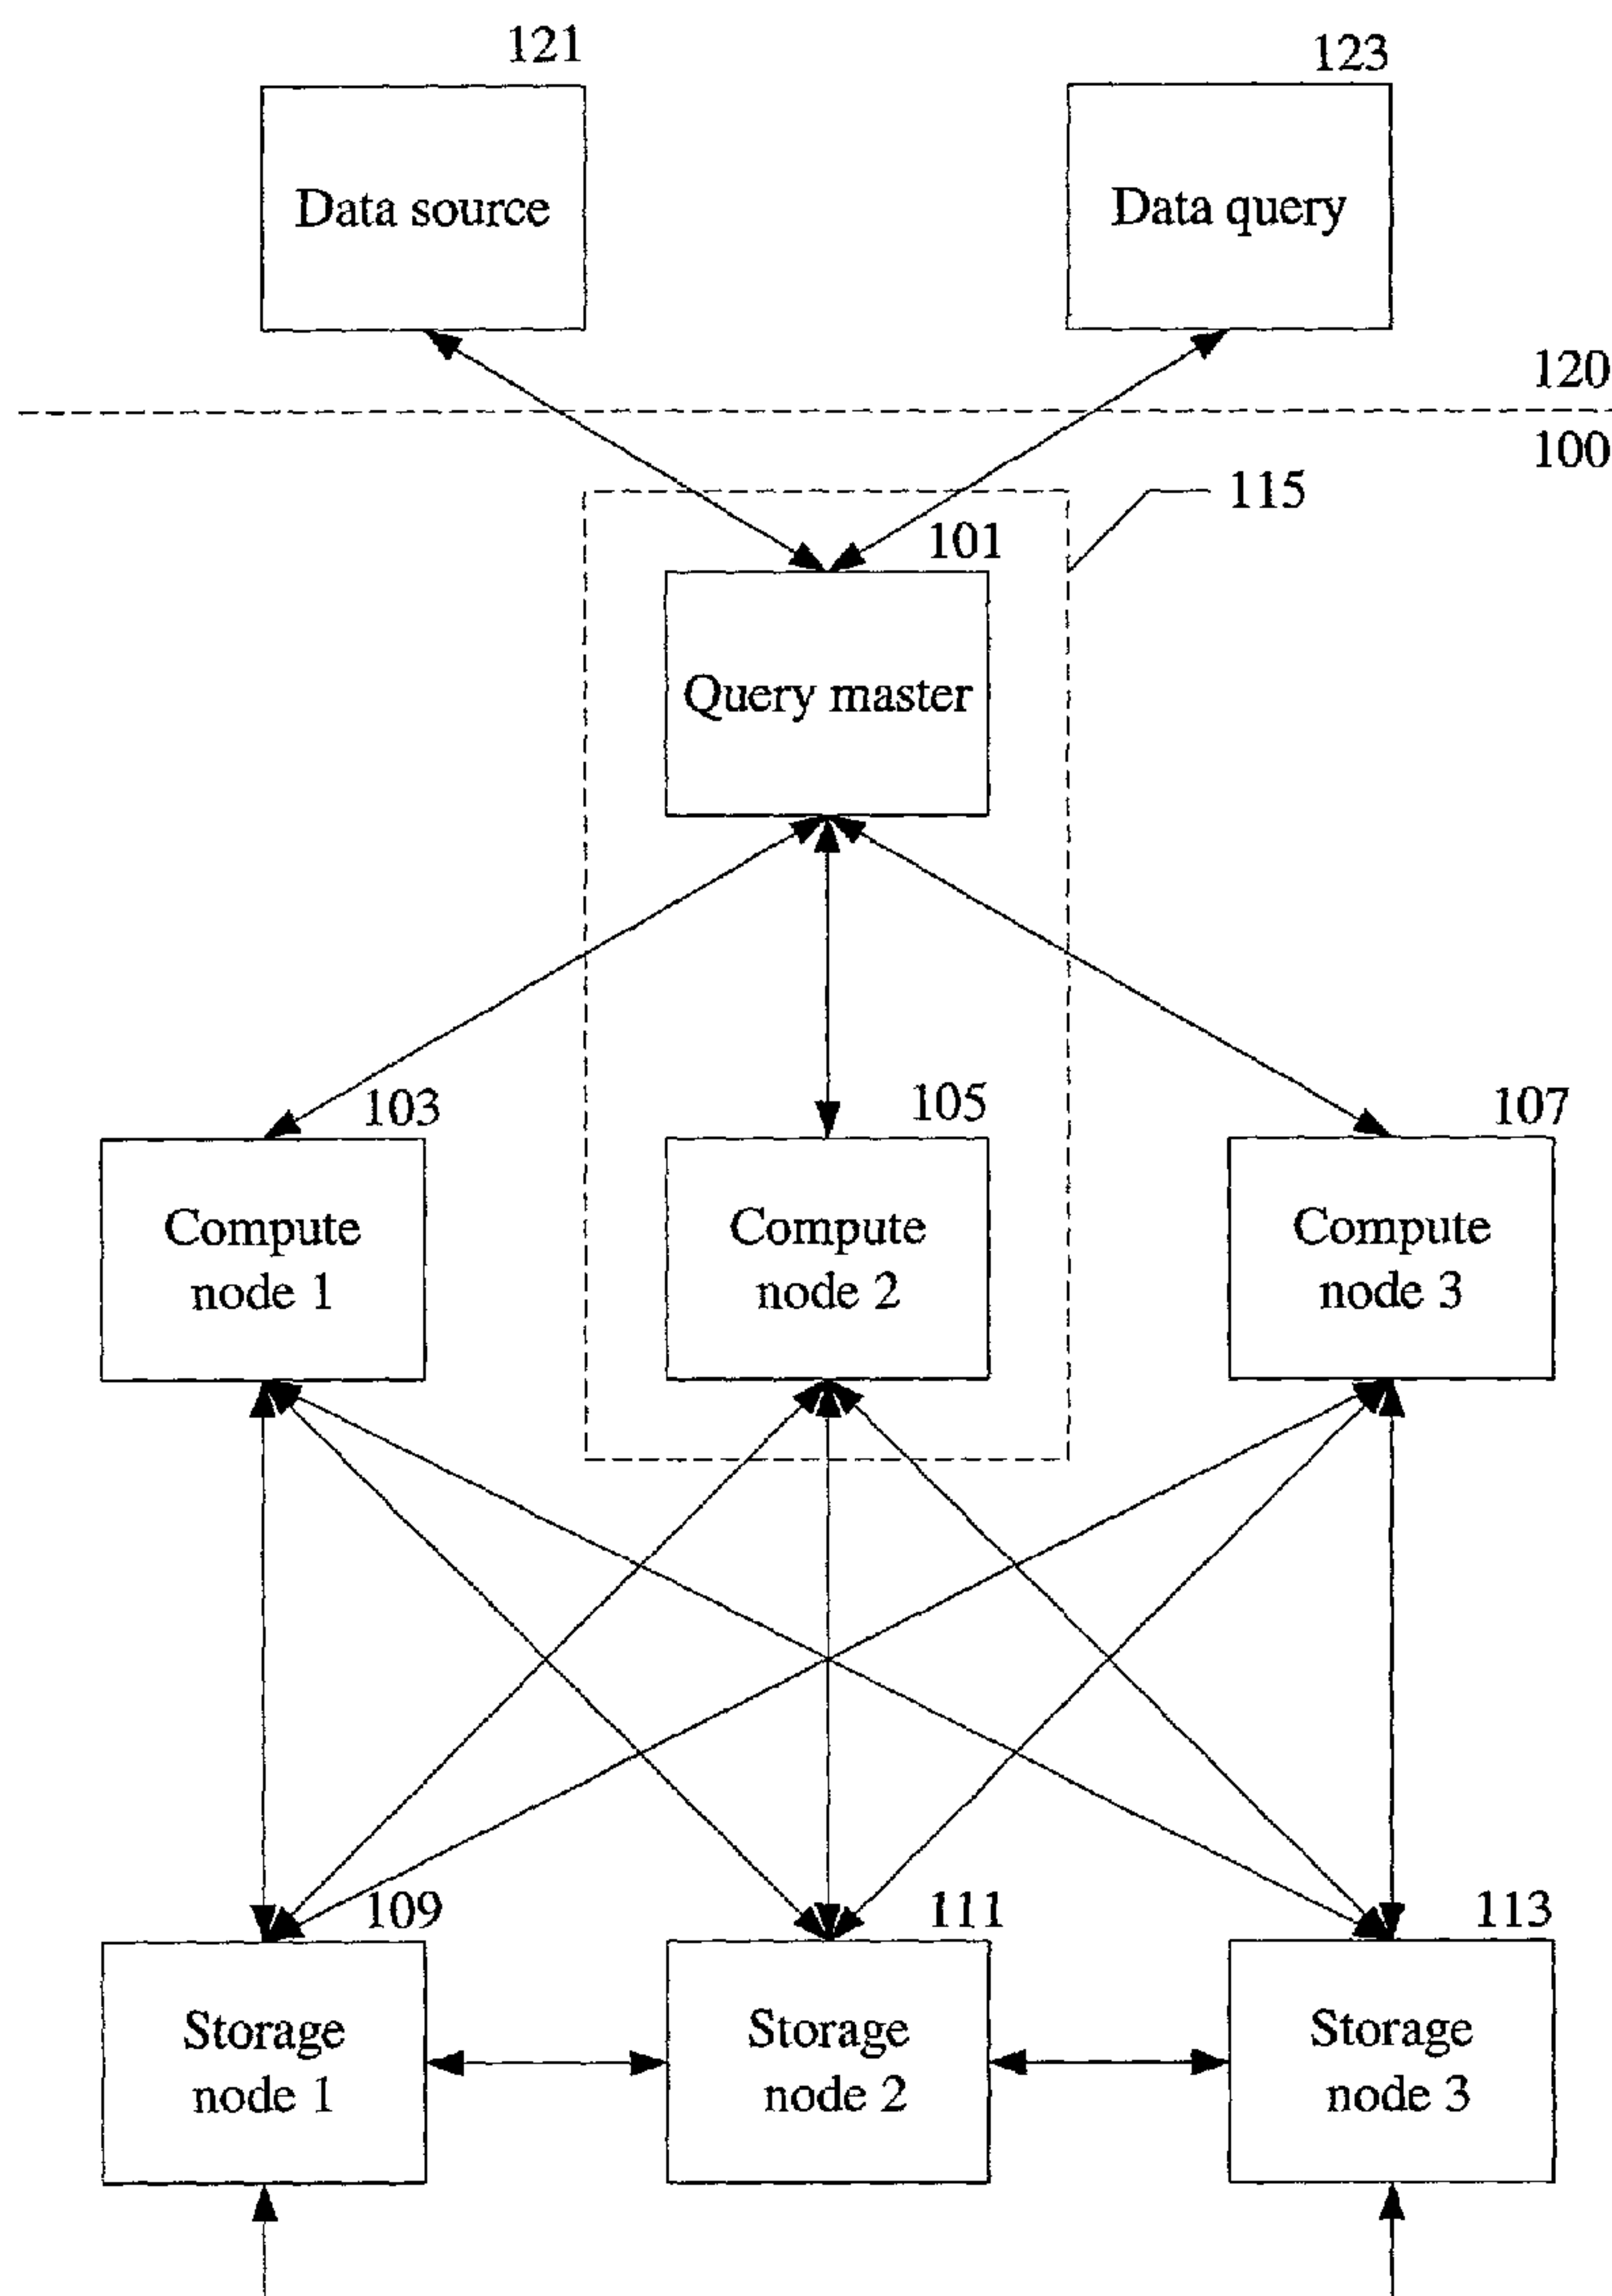 121
123
Data source
Data query
120
100
115
101
Query master
103
105
107
Compute
node 1
Compute
node 2
Compute
node 3
109
111
113
Storage
node 1
Storage
node 2
Storage
node 3